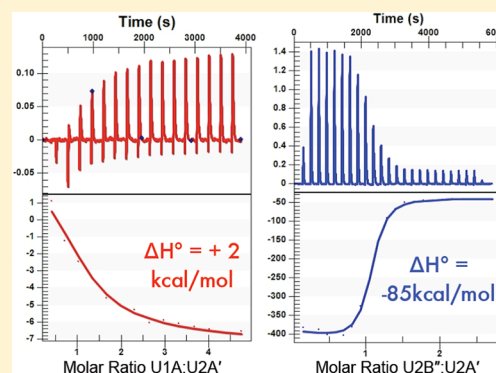 Time (s)
0 1000 2000 3000 4000
0.10
0.05
0
-0.05
1
0
-1
-2
-3
-4
-5
-6
-7
ΔH° = + 2
kcal/mol
1 2 3 4
Molar Ratio U1A:U2A′
Time (s)
0 2000 4000 6000
1.4
1.2
1.0
0.8
0.6
0.4
0.2
0
-50
-100
-150
-200
-250
-300
-350
-400
ΔH° =
-85kcal/mol
1 2
Molar Ratio U2B″:U2A′